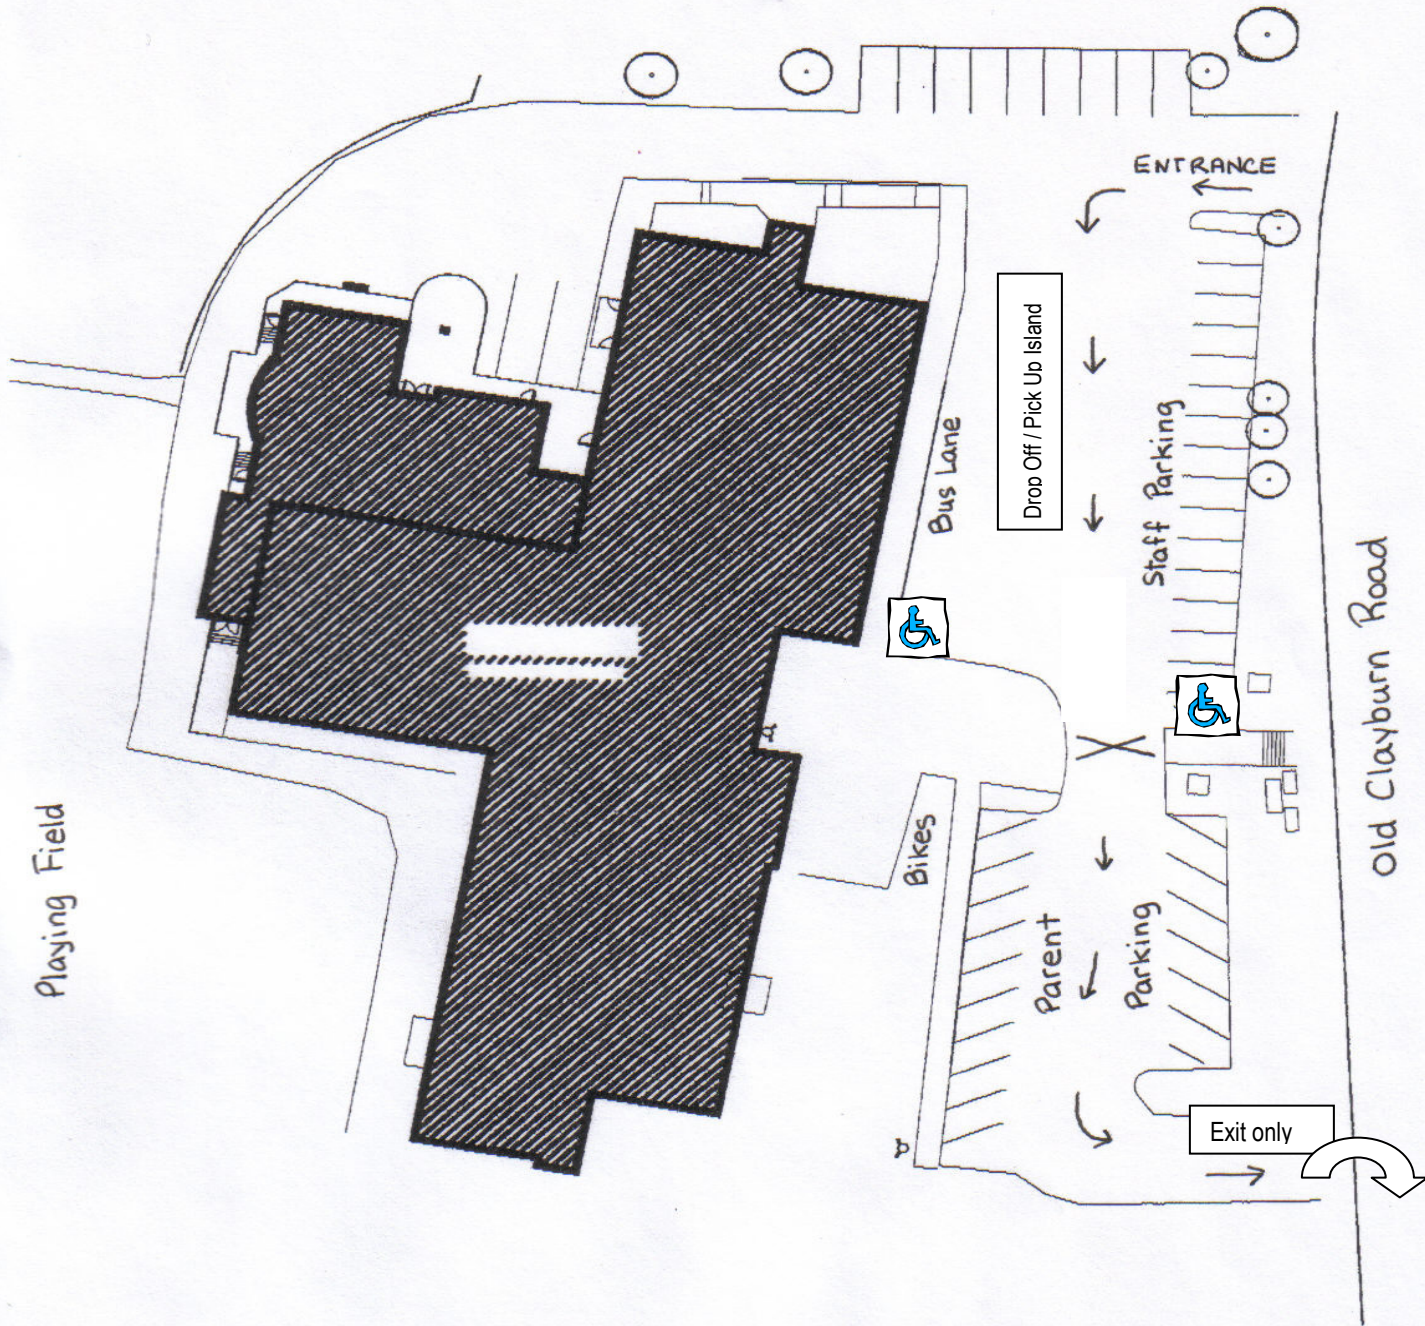 ENTRANCE
Drop Off / Pick Up Island
Bus Lane
Staff Parking
Old Clayburn Road
Playing Field
Bikes
Parent
Parking
Exit only